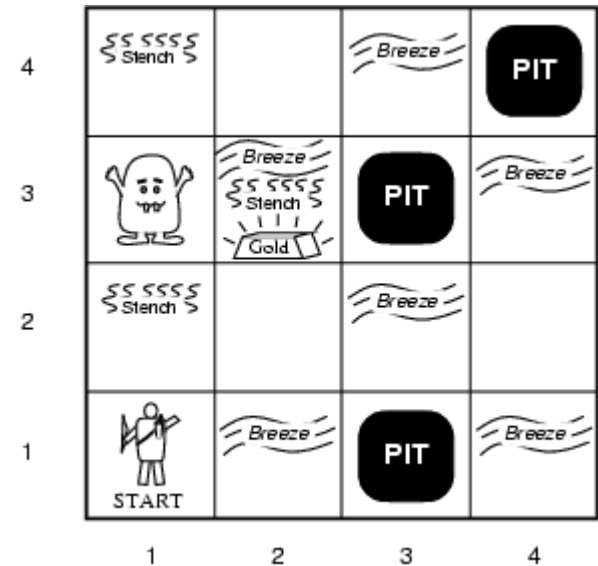 4
Stench
Breeze
PIT
3
Breeze
Stench
Gold
PIT
Breeze
2
Stench
Breeze
1
START
Breeze
PIT
Breeze
1 2 3 4